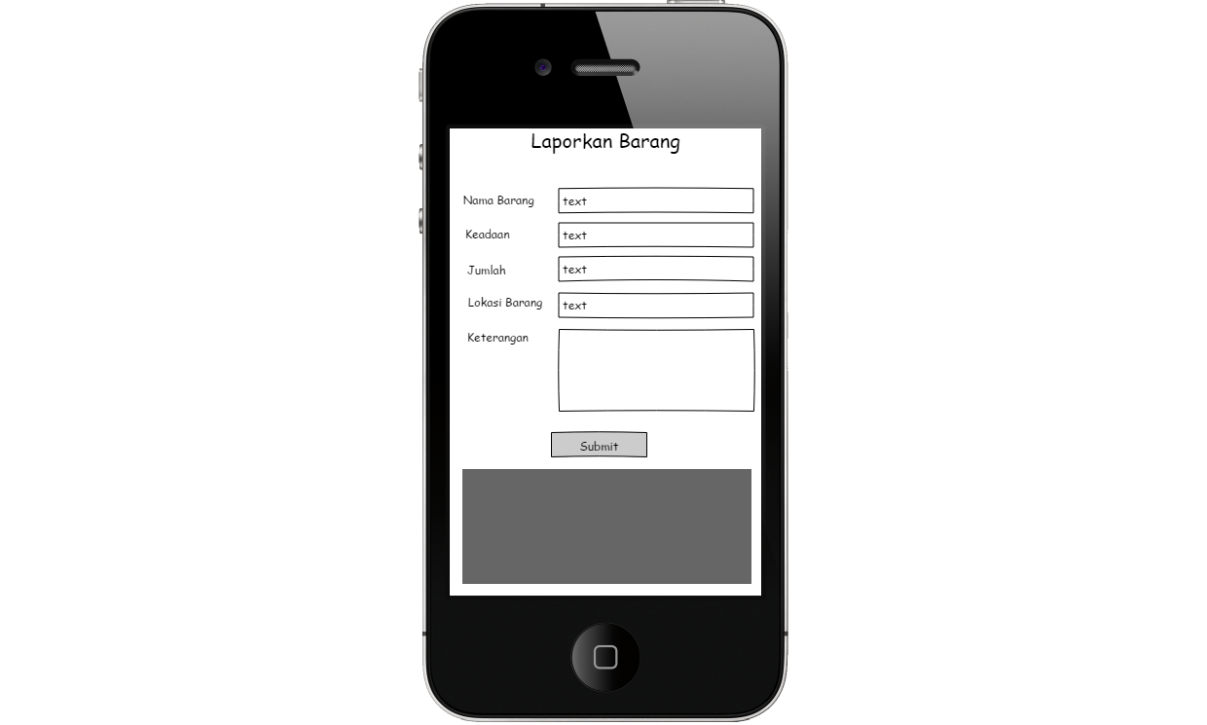 Laporkan Barang
Nama Barang text
Keadaan text
Jumlah text
Lokasi Barang text
Keterangan
Submit